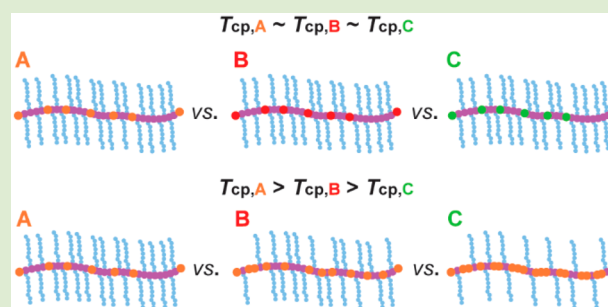 Tcp,A ~ Tcp,B ~ Tcp,C
A B C
vs. vs.
Tcp,A > Tcp,B > Tcp,C
A B C
vs. vs.